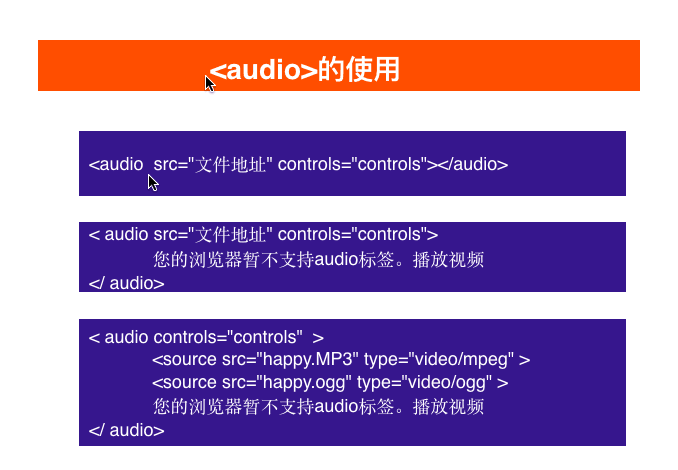 <audio>的使用
<audio  src="文件地址" controls="controls"></audio>
< audio src="文件地址" controls="controls">
您的浏览器暂不支持audio标签。播放视频
</ audio>
< audio controls="controls"  >
<source src="happy.MP3" type="video/mpeg" >
<source src="happy.ogg" type="video/ogg" >
您的浏览器暂不支持audio标签。播放视频
</ audio>